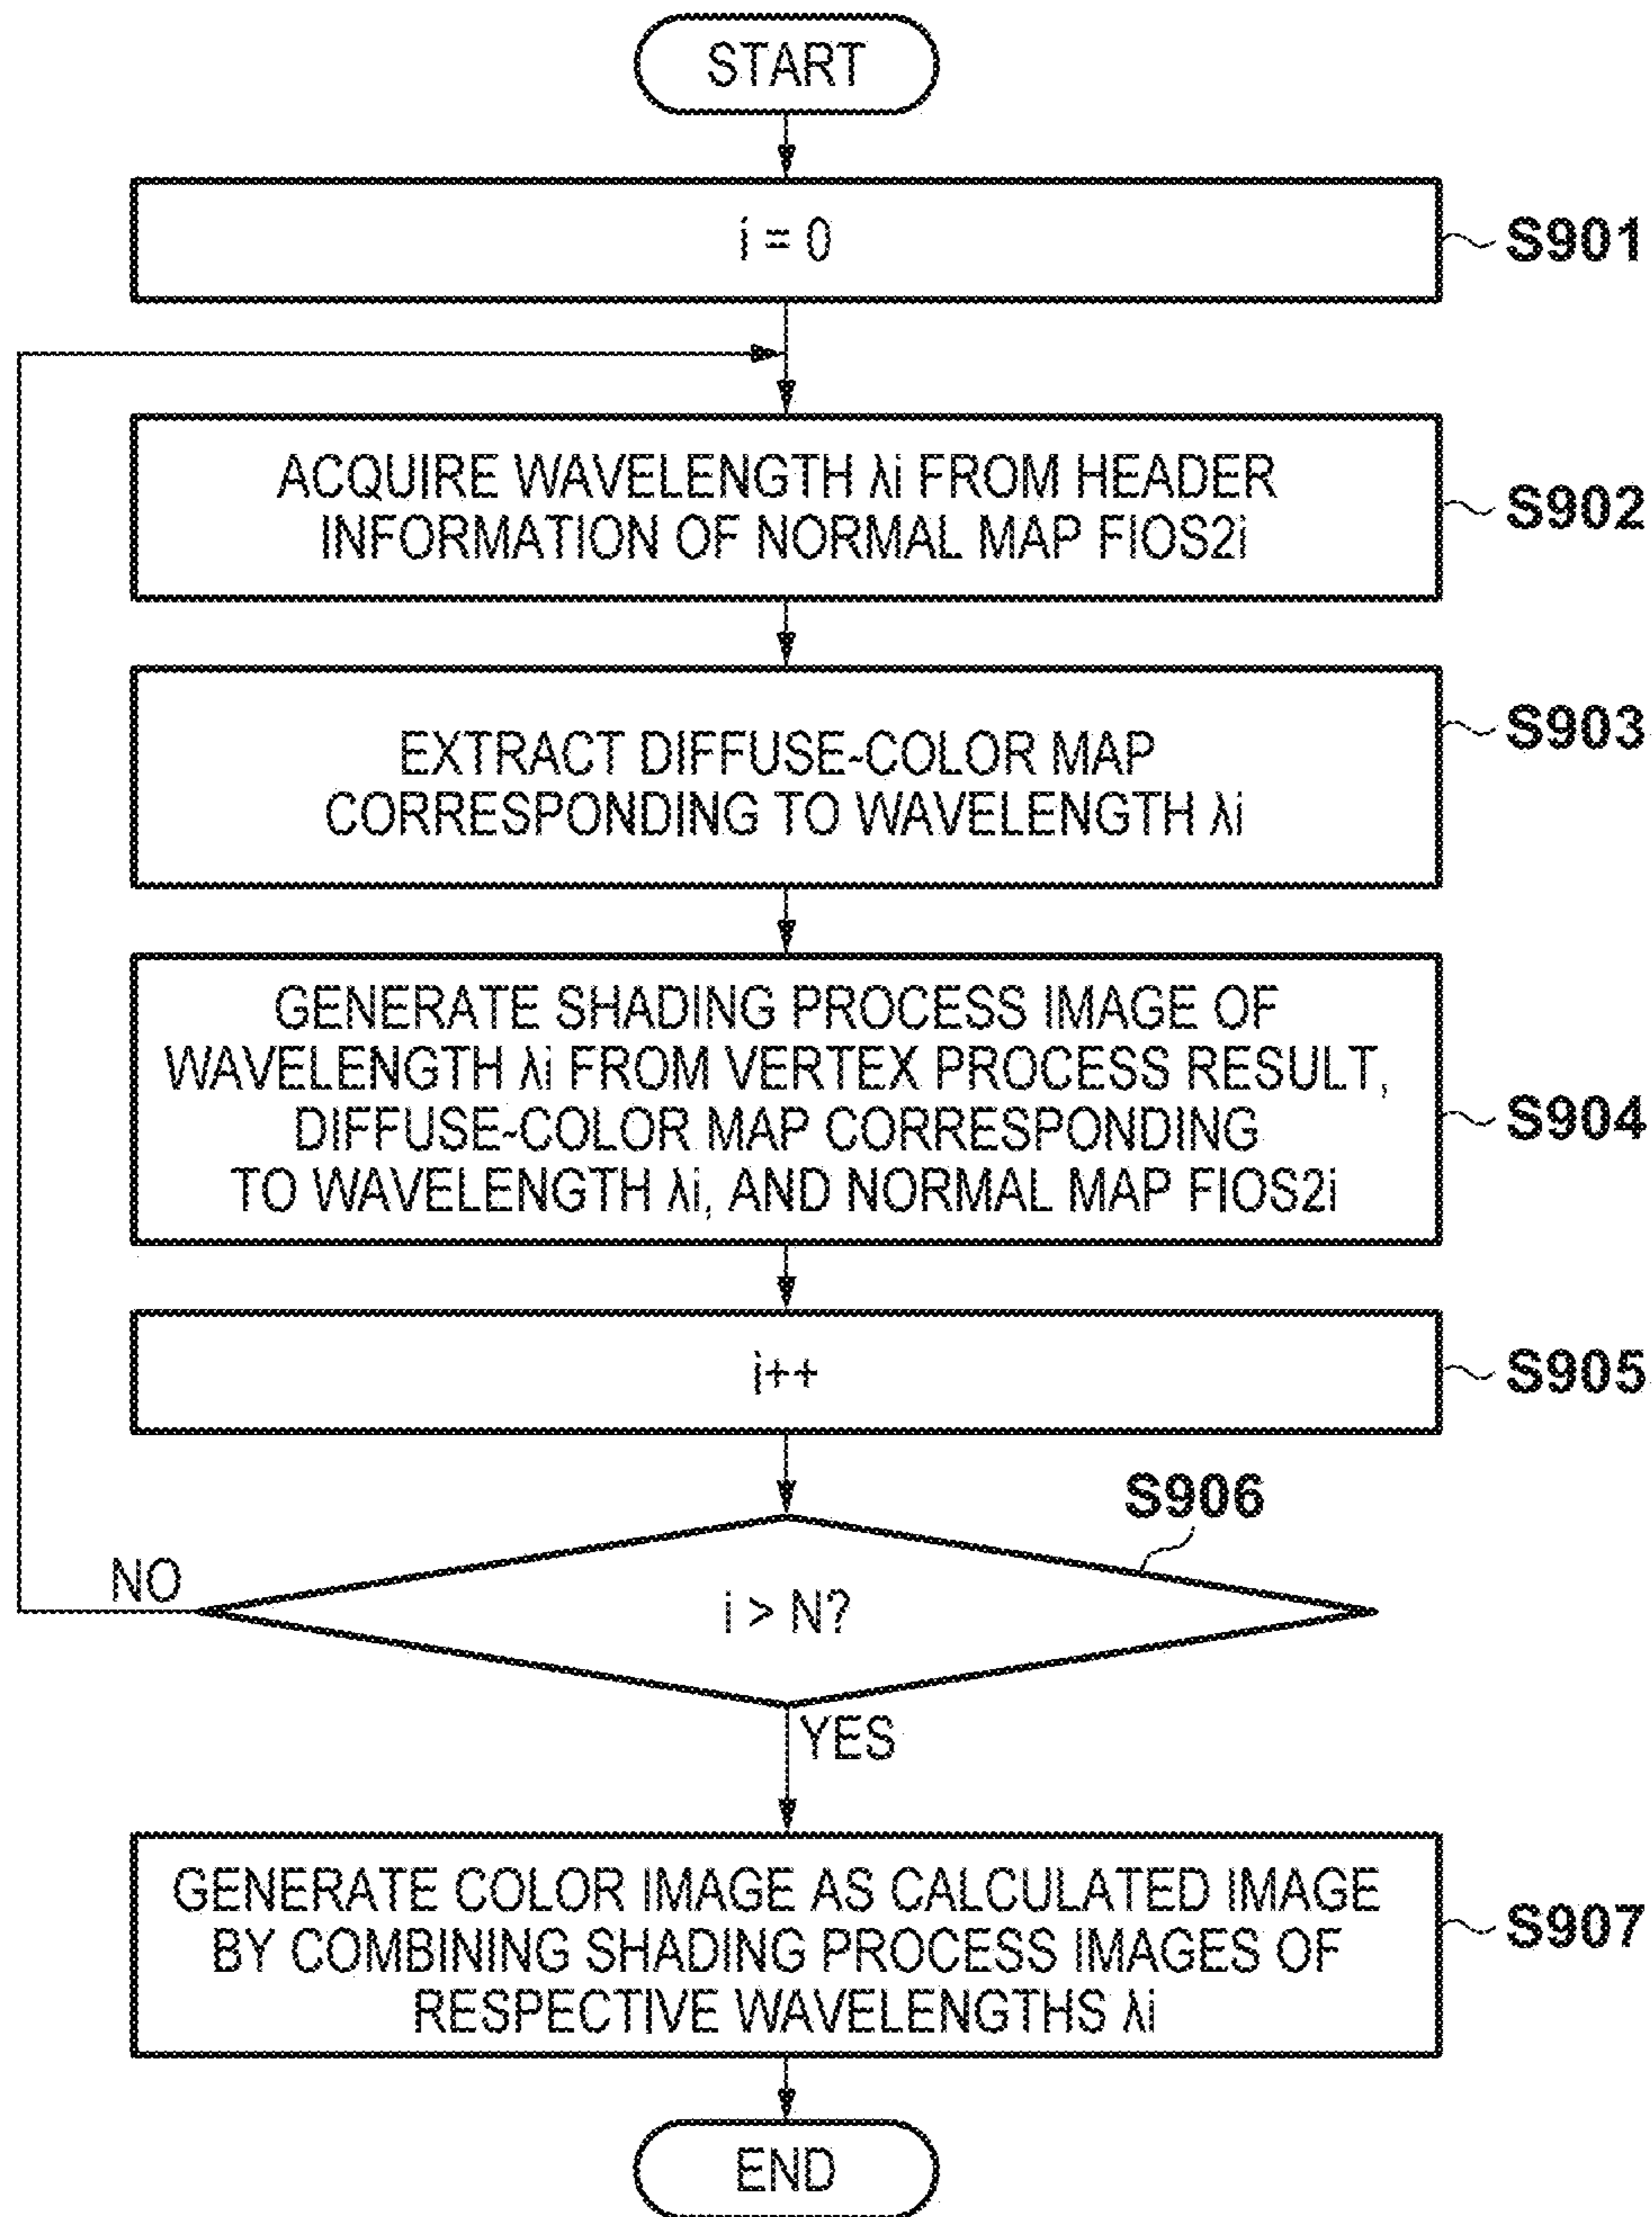 START
i = 0
S901
ACQUIRE WAVELENGTH λi FROM HEADER
INFORMATION OF NORMAL MAP FIOS2i
S902
EXTRACT DIFFUSE-COLOR MAP
CORRESPONDING TO WAVELENGTH λi
S903
GENERATE SHADING PROCESS IMAGE OF
WAVELENGTH λi FROM VERTEX PROCESS RESULT,
DIFFUSE-COLOR MAP CORRESPONDING
TO WAVELENGTH λi, AND NORMAL MAP FIOS2i
S904
i++
S905
S906
NO
i > N?
YES
GENERATE COLOR IMAGE AS CALCULATED IMAGE
BY COMBINING SHADING PROCESS IMAGES OF
RESPECTIVE WAVELENGTHS λi
S907
END